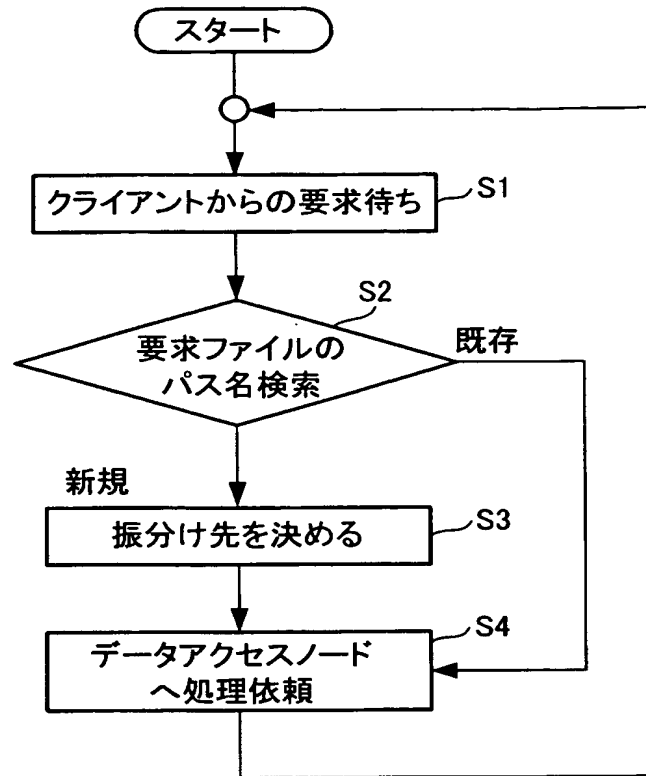 スタート
クライアントからの要求待ち
S1
S2
要求ファイルの
パス名検索
既存
新規
振分け先を決める
S3
データアクセスノード
へ処理依頼
S4